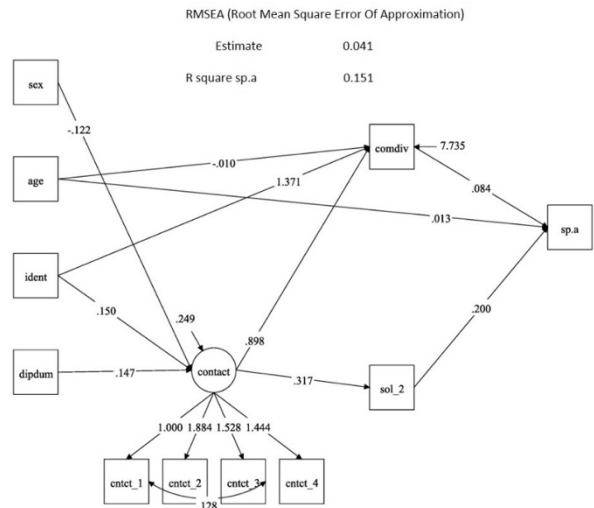 RMSEA (Root Mean Square Error Of Approximation)
Estimate 0.041
R square sp.a 0.151
sex
-.122
comdiv
7.735
age
-.010
1.371
.084
.013
sp.a
ident
.150
.249
.898
.200
dipdum
.147
contact
.317
sol_2
1.000 1.884 1.528 1.444
cntct_1 cntct_2 cntct_3 cntct_4
.128